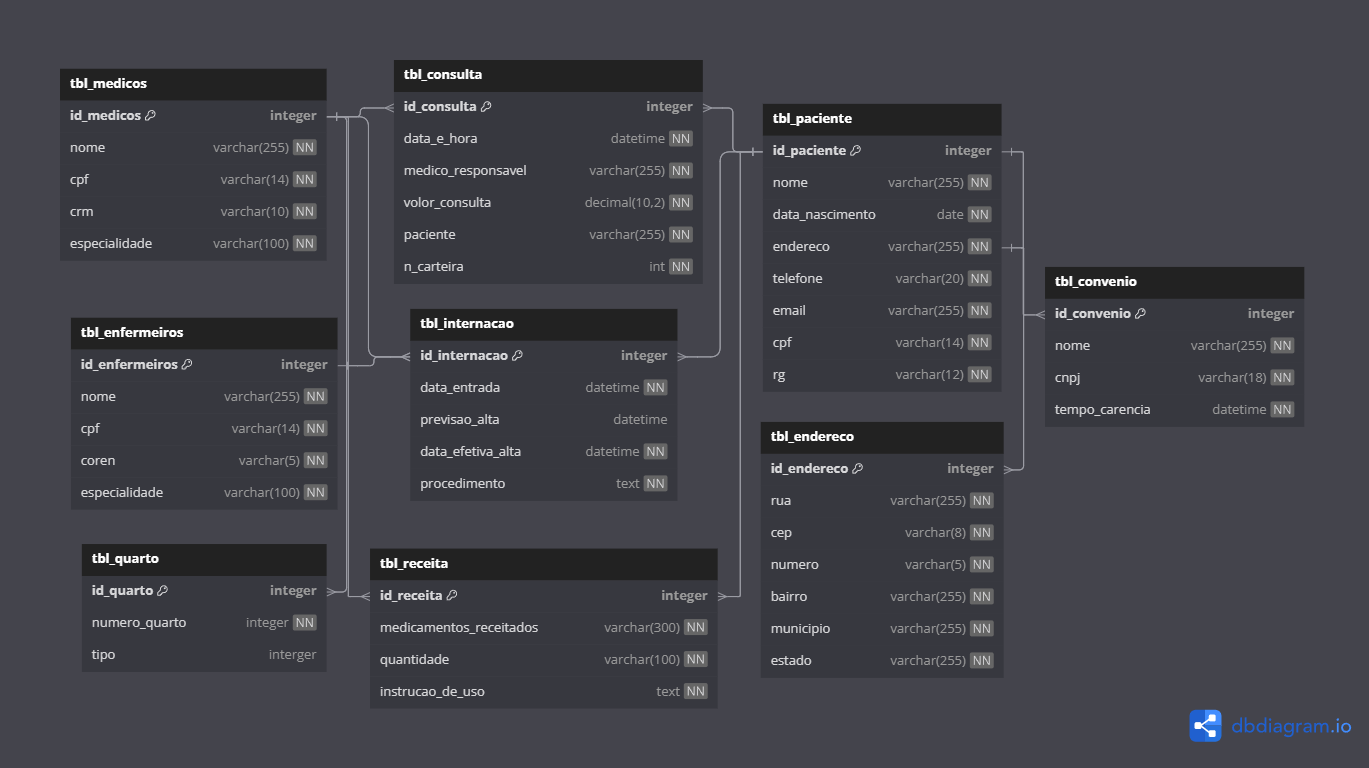 tbl_medicos
id_medicos integer
nome varchar(255) NN
cpf varchar(14) NN
crm varchar(10) NN
especialidade varchar(100) NN
tbl_enfermeiros
id_enfermeiros integer
nome varchar(255) NN
cpf varchar(14) NN
coren varchar(5) NN
especialidade varchar(100) NN
tbl_quarto
id_quarto integer
numero_quarto integer NN
tipo interger
tbl_consulta
id_consulta integer
data_e_hora datetime NN
medico_responsavel varchar(255) NN
volor_consulta decimal(10,2) NN
paciente varchar(255) NN
n_carteira int NN
tbl_internacao
id_internacao integer
data_entrada datetime NN
previsao_alta datetime
data_efetiva_alta datetime NN
procedimento text NN
tbl_receita
id_receita integer
medicamentos_receitados varchar(300) NN
quantidade varchar(100) NN
instrucao_de_uso text NN
tbl_paciente
id_paciente integer
nome varchar(255) NN
data_nascimento date NN
endereco varchar(255) NN
telefone varchar(20) NN
email varchar(255) NN
cpf varchar(14) NN
rg varchar(12) NN
tbl_endereco
id_endereco integer
rua varchar(255) NN
cep varchar(8) NN
numero varchar(5) NN
bairro varchar(255) NN
municipio varchar(255) NN
estado varchar(255) NN
tbl_convenio
id_convenio integer
nome varchar(255) NN
cnpj varchar(18) NN
tempo_carencia datetime NN
dbdiagram.io